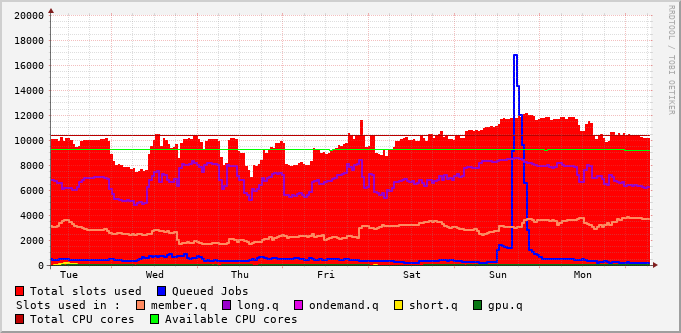 20000
18000
16000
14000
12000
10000
8000
6000
4000
2000
0
Tue Wed Thu Fri Sat Sun Mon
Total slots used Queued Jobs
Slots used in : member.q long.q ondemand.q short.q gpu.q
Total CPU cores Available CPU cores
RRDTOOL / TOBI OETIKER